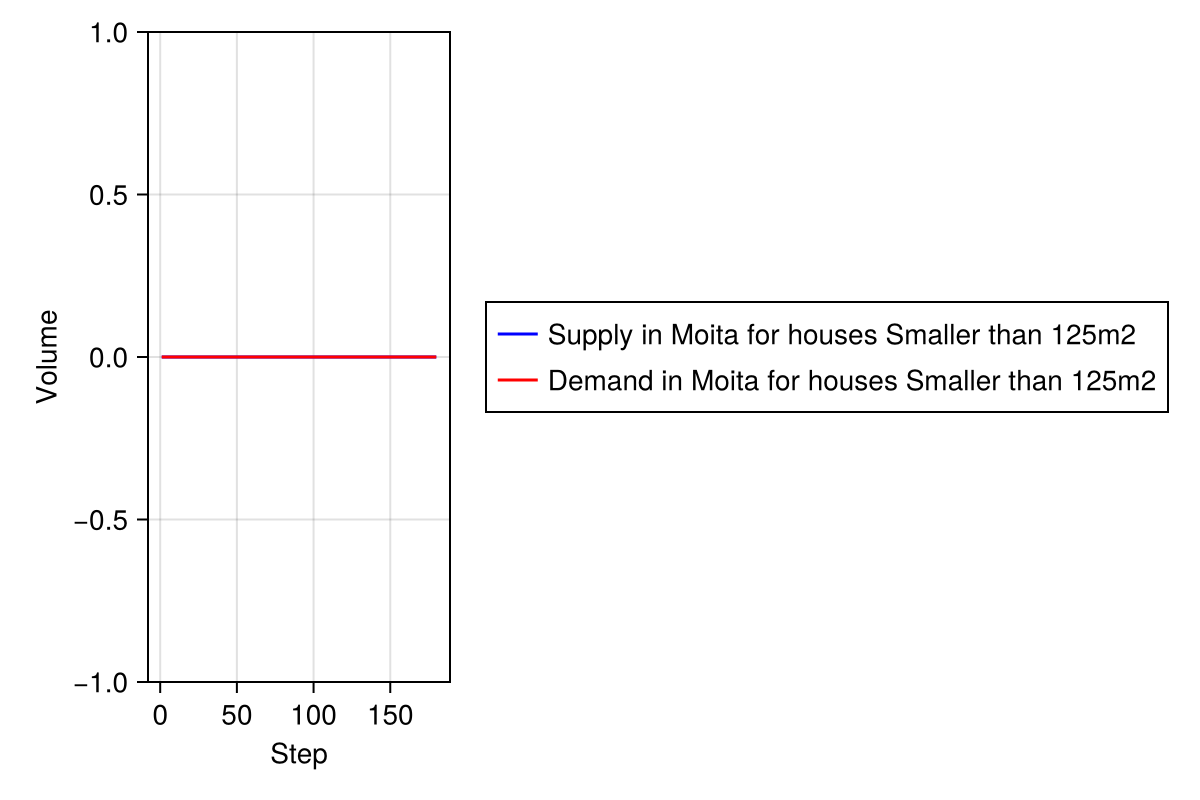 1.0
0.5
0.0
−0.5
−1.0
Volume
0 50 100 150
Step
Supply in Moita for houses Smaller than 125m2
Demand in Moita for houses Smaller than 125m2